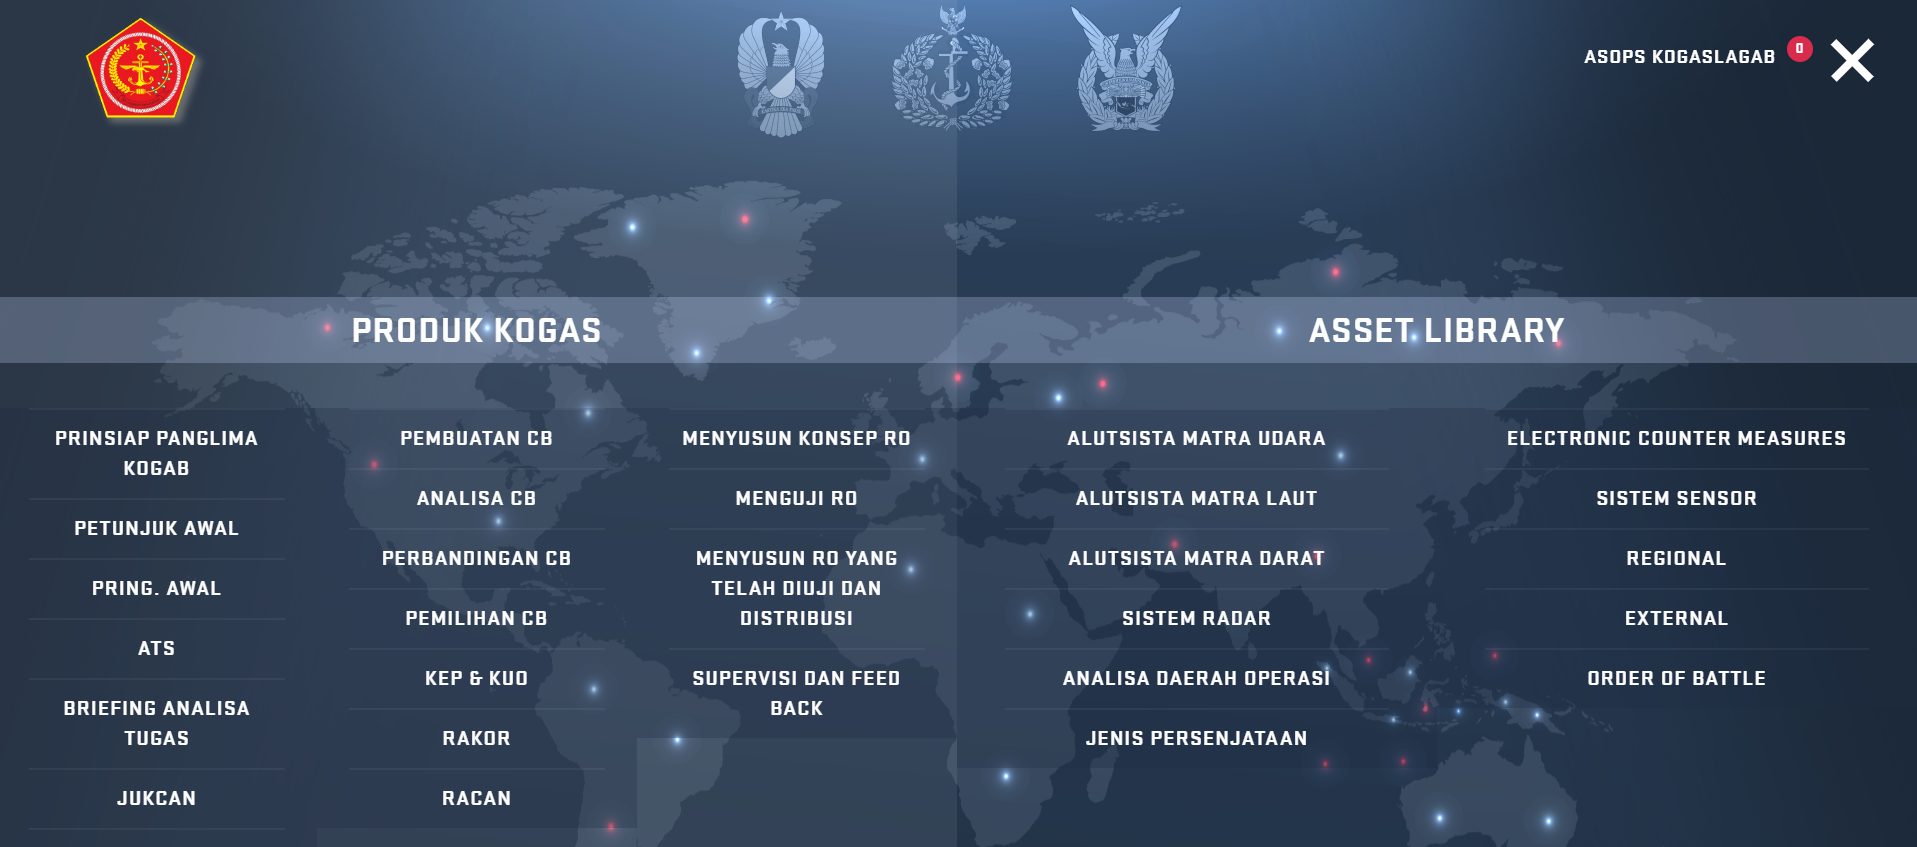 ASOPS KOGASLAGAB
0
PRODUK KOGAS
ASSET LIBRARY
PRINSIAP PANGLIMA
KOGAB
PETUNJUK AWAL
PRING. AWAL
ATS
BRIEFING ANALISA
TUGAS
JUKCAN
PEMBUATAN CB
ANALISA CB
PERBANDINGAN CB
PEMILIHAN CB
KEP & KUO
RAKOR
RACAN
MENYUSUN KONSEP RO
MENGUJI RO
MENYUSUN RO YANG
TELAH DIUJI DAN
DISTRIBUSI
SUPERVISI DAN FEED
BACK
ALUTSISTA MATRA UDARA
ALUTSISTA MATRA LAUT
ALUTSISTA MATRA DARAT
SISTEM RADAR
ANALISA DAERAH OPERASI
JENIS PERSENJATAAN
ELECTRONIC COUNTER MEASURES
SISTEM SENSOR
REGIONAL
EXTERNAL
ORDER OF BATTLE